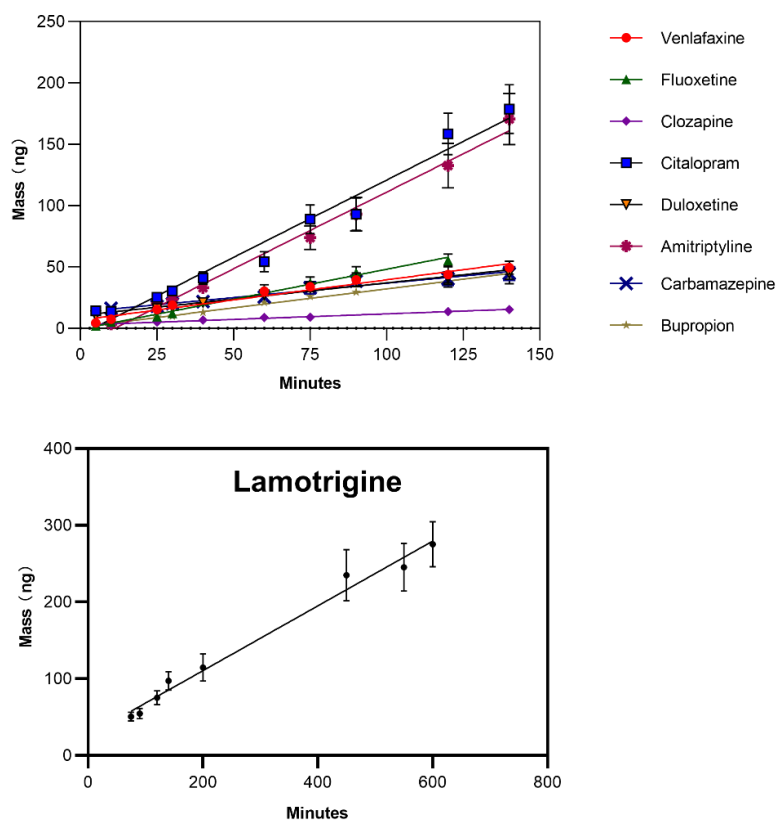 250
200
150
100
50
0
Mass (ng)
0 25 50 75 100 125 150
Minutes
Venlafaxine
Fluoxetine
Clozapine
Citalopram
Duloxetine
Amitriptyline
Carbamazepine
Bupropion
Lamotrigine
400
300
200
100
0
Mass (ng)
0 200 400 600 800
Minutes